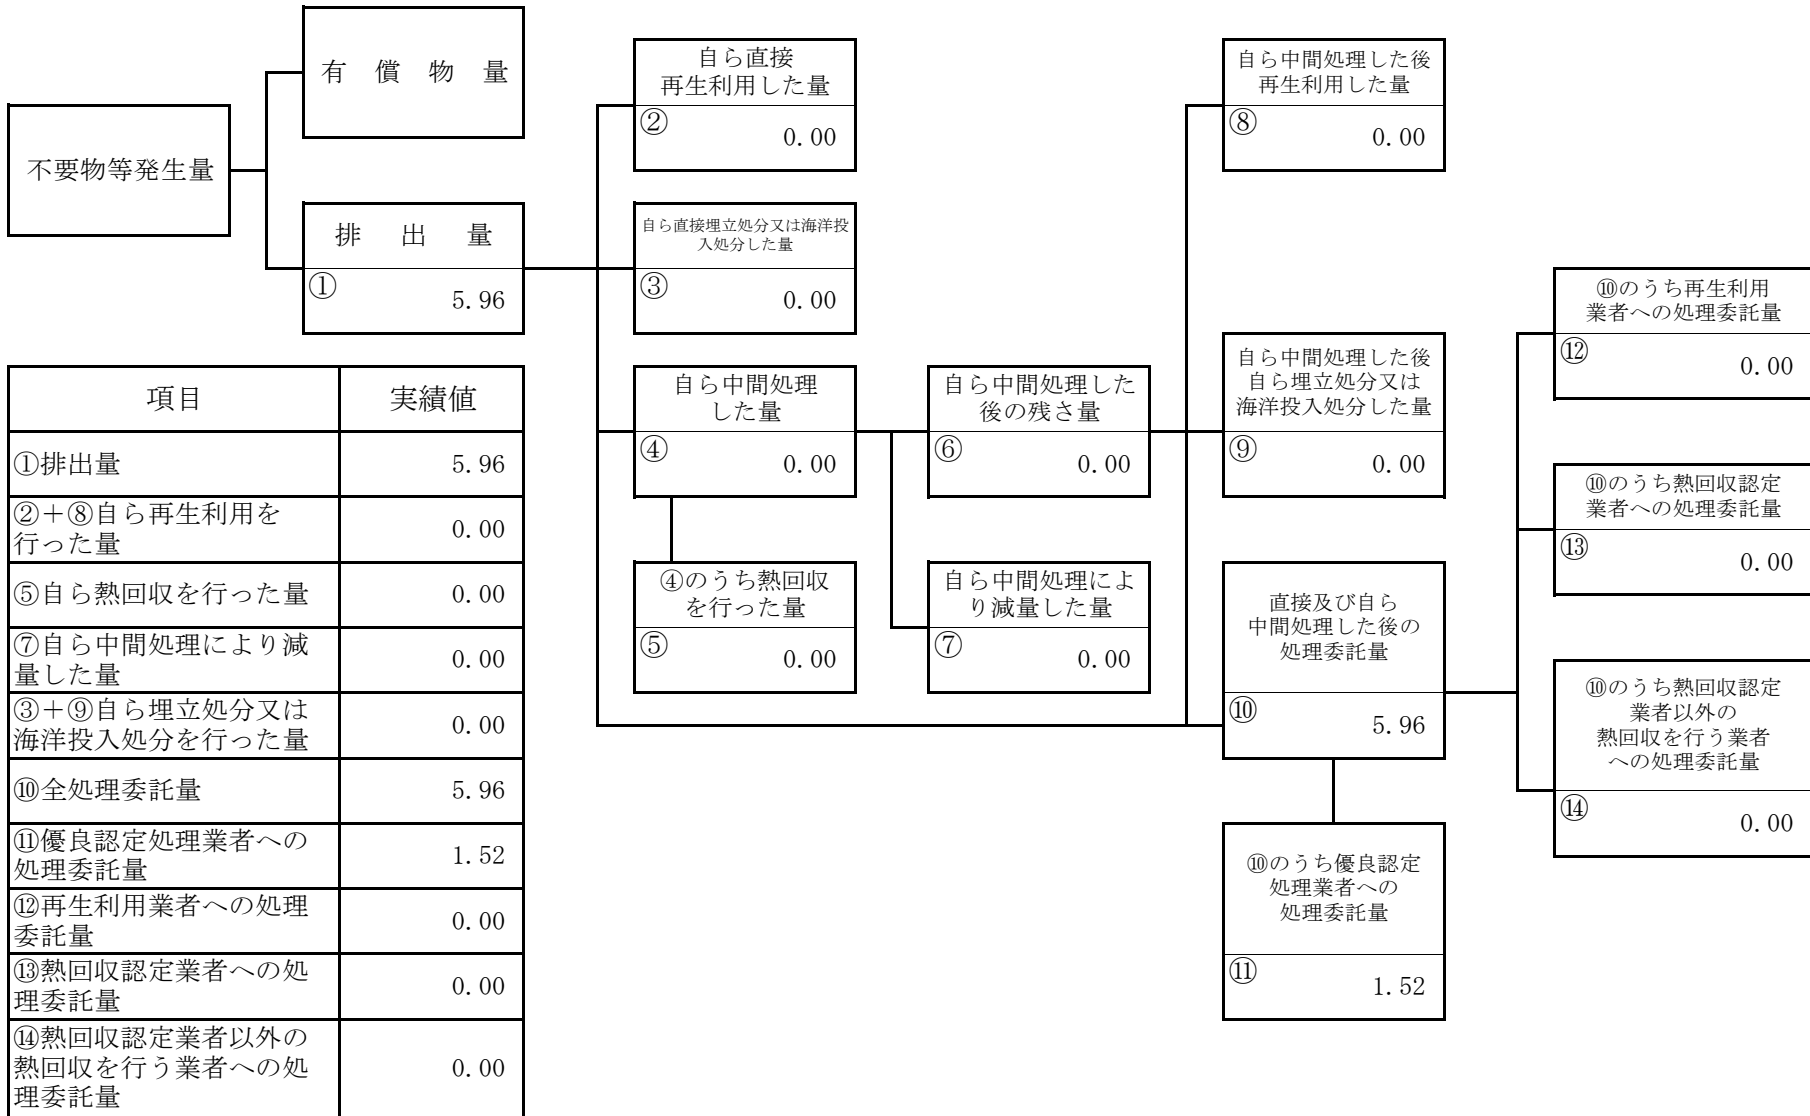 有償物量
不要物等発生量
排出量
①
5.96
自ら直接
再生利用した量
②
0.00
自ら直接埋立処分又は海洋投
入処分した量
③
0.00
自ら中間処理
した量
④
0.00
④のうち熱回収
を行った量
⑤
0.00
自ら中間処理した
後の残さ量
⑥
0.00
自ら中間処理によ
り減量した量
⑦
0.00
自ら中間処理した後
再生利用した量
⑧
0.00
自ら中間処理した後
自ら埋立処分又は
海洋投入処分した量
⑨
0.00
直接及び自ら
中間処理した後の
処理委託量
⑩
5.96
⑩のうち優良認定
処理業者への
処理委託量
⑪
1.52
⑩のうち再生利用
業者への処理委託量
⑫
0.00
⑩のうち熱回収認定
業者への処理委託量
⑬
0.00
⑩のうち熱回収認定
業者以外の
熱回収を行う業者
への処理委託量
⑭
0.00
項目 実績値
①排出量 5.96
②＋⑧自ら再生利用を
行った量 0.00
⑤自ら熱回収を行った量 0.00
⑦自ら中間処理により減
量した量 0.00
③＋⑨自ら埋立処分又は
海洋投入処分を行った量 0.00
⑩全処理委託量 5.96
⑪優良認定処理業者への
処理委託量 1.52
⑫再生利用業者への処理
委託量 0.00
⑬熱回収認定業者への処
理委託量 0.00
⑭熱回収認定業者以外の
熱回収を行う業者への処
理委託量 0.00